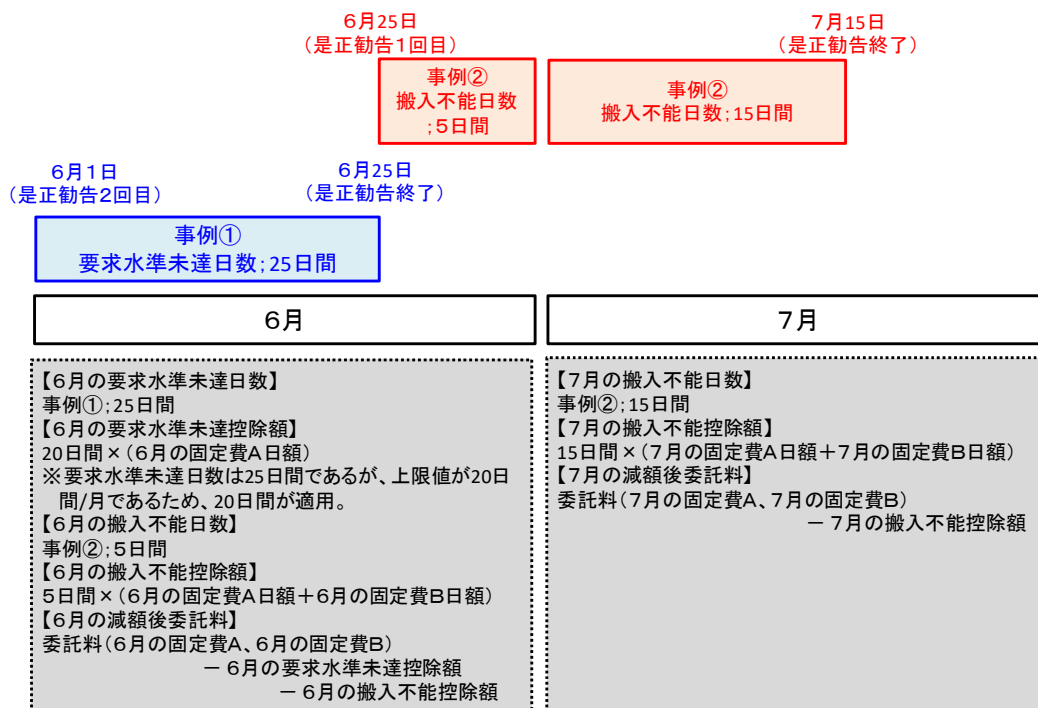 6月25日
(是正勧告1回目)
7月15日
(是正勧告終了)
事例②
搬入不能日数
;5日間
事例②
搬入不能日数;15日間
6月1日
(是正勧告2回目)
6月25日
(是正勧告終了)
事例①
要求水準未達日数;25日間
6月
7月
【6月の要求水準未達日数】
事例①;25日間
【6月の要求水準未達控除額】
20日間×(6月の固定費A日額)
※要求水準未達日数は25日間であるが、上限値が20日
間/月であるため、20日間が適用。
【6月の搬入不能日数】
事例②;5日間
【6月の搬入不能控除額】
5日間×(6月の固定費A日額+6月の固定費B日額)
【6月の減額後委託料】
委託料(6月の固定費A、6月の固定費B)
－6月の要求水準未達控除額
－6月の搬入不能控除額
【7月の搬入不能日数】
事例②;15日間
【7月の搬入不能控除額】
15日間×(7月の固定費A日額+7月の固定費B日額)
【7月の減額後委託料】
委託料(7月の固定費A、7月の固定費B)
－7月の搬入不能控除額